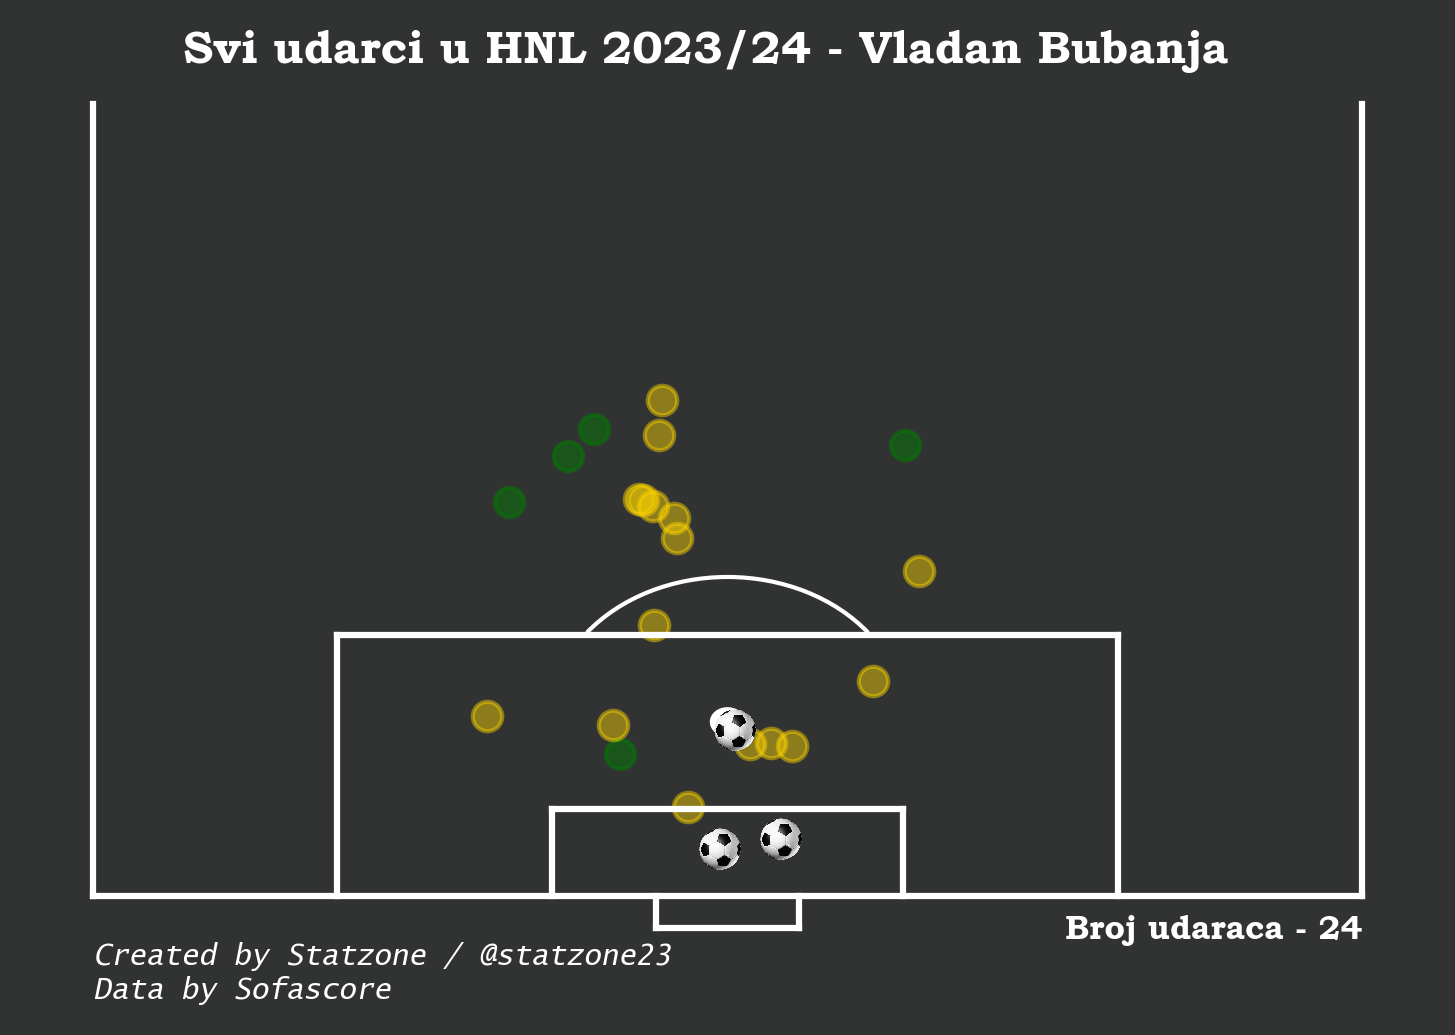 Svi udarci u HNL 2023/24 - Vladan Bubanja
Broj udaraca - 24
Created by Statzone / @statzone23
Data by Sofascore